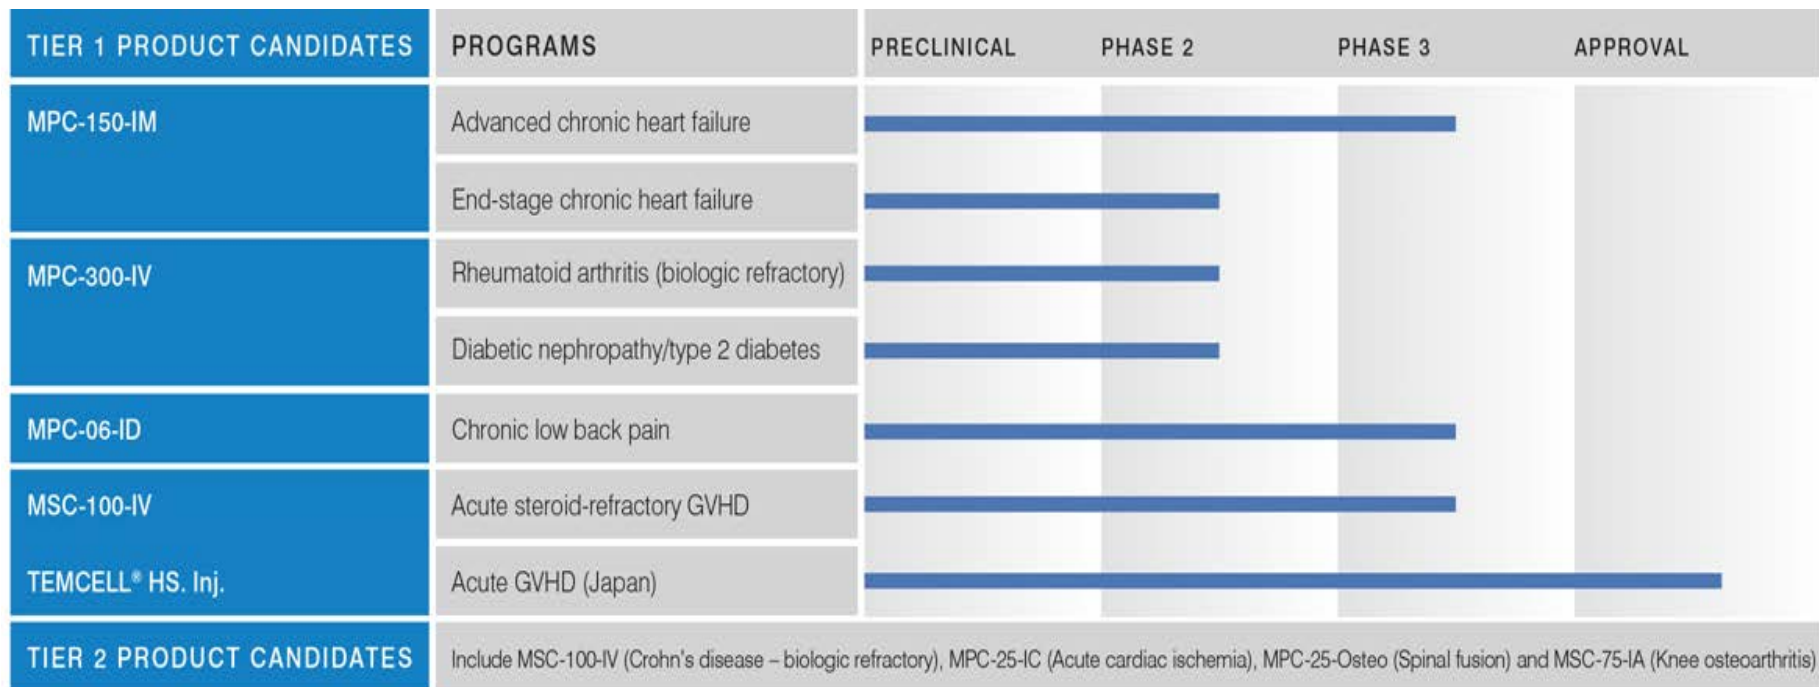 TIER 1 PRODUCT CANDIDATES PROGRAMS PRECLINICAL PHASE 2 PHASE 3 APPROVAL
MPC-150-IM Advanced chronic heart failure
End-stage chronic heart failure
MPC-300-IV Rheumatoid arthritis (biologic refractory)
Diabetic nephropathy/type 2 diabetes
MPC-06-ID Chronic low back pain
MSC-100-IV Acute steroid-refractory GVHD
TEMCELL® HS. Inj. Acute GVHD (Japan)
TIER 2 PRODUCT CANDIDATES Include MSC-100-IV (Crohn's disease – biologic refractory), MPC-25-IC (Acute cardiac ischemia), MPC-25-Osteo (Spinal fusion) and MSC-75-IA (Knee osteoarthritis)